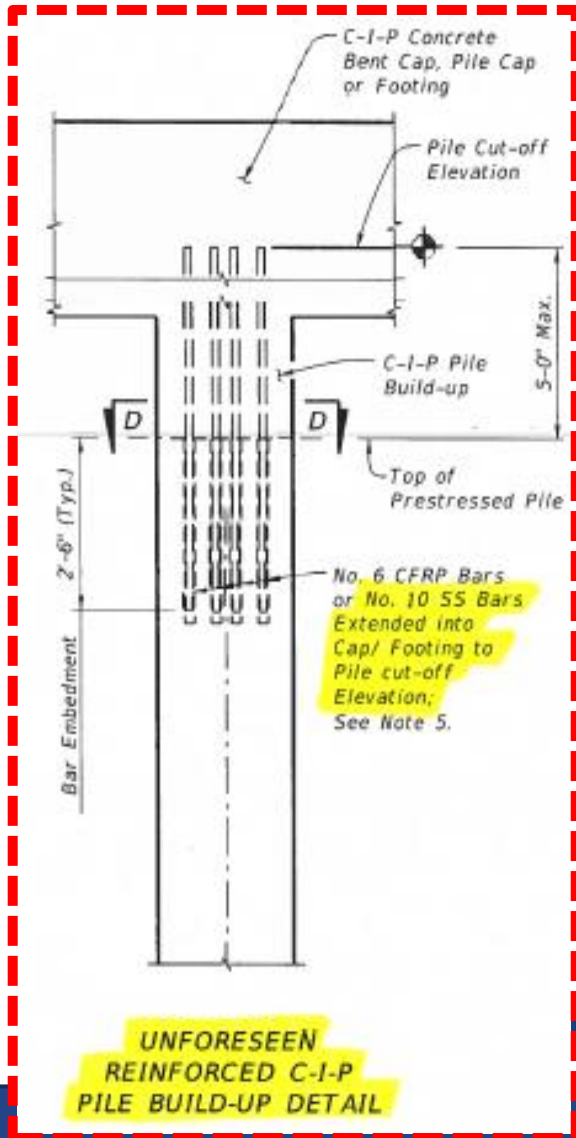 C-I-P Concrete
Bent Cap, Pile Cap
or Footing
Pile Cut-off
Elevation
5'-0" Max.
C-I-P Pile
Build-up
D
D
Top of
Prestressed Pile
2'-6" (Typ.)
Bar Embedment
No. 6 CFRP Bars
or No. 10 SS Bars
Extended into
Cap/ Footing to
Pile cut-off
Elevation;
See Note 5.
UNFORESEEN
REINFORCED C-I-P
PILE BUILD-UP DETAIL